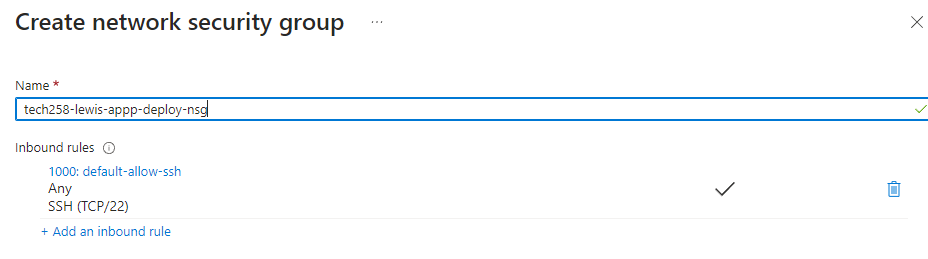 Create network security group ...
Name *
tech258-lewis-appp-deploy-nsg
Inbound rules
1000: default-allow-ssh
Any
SSH (TCP/22)
+ Add an inbound rule